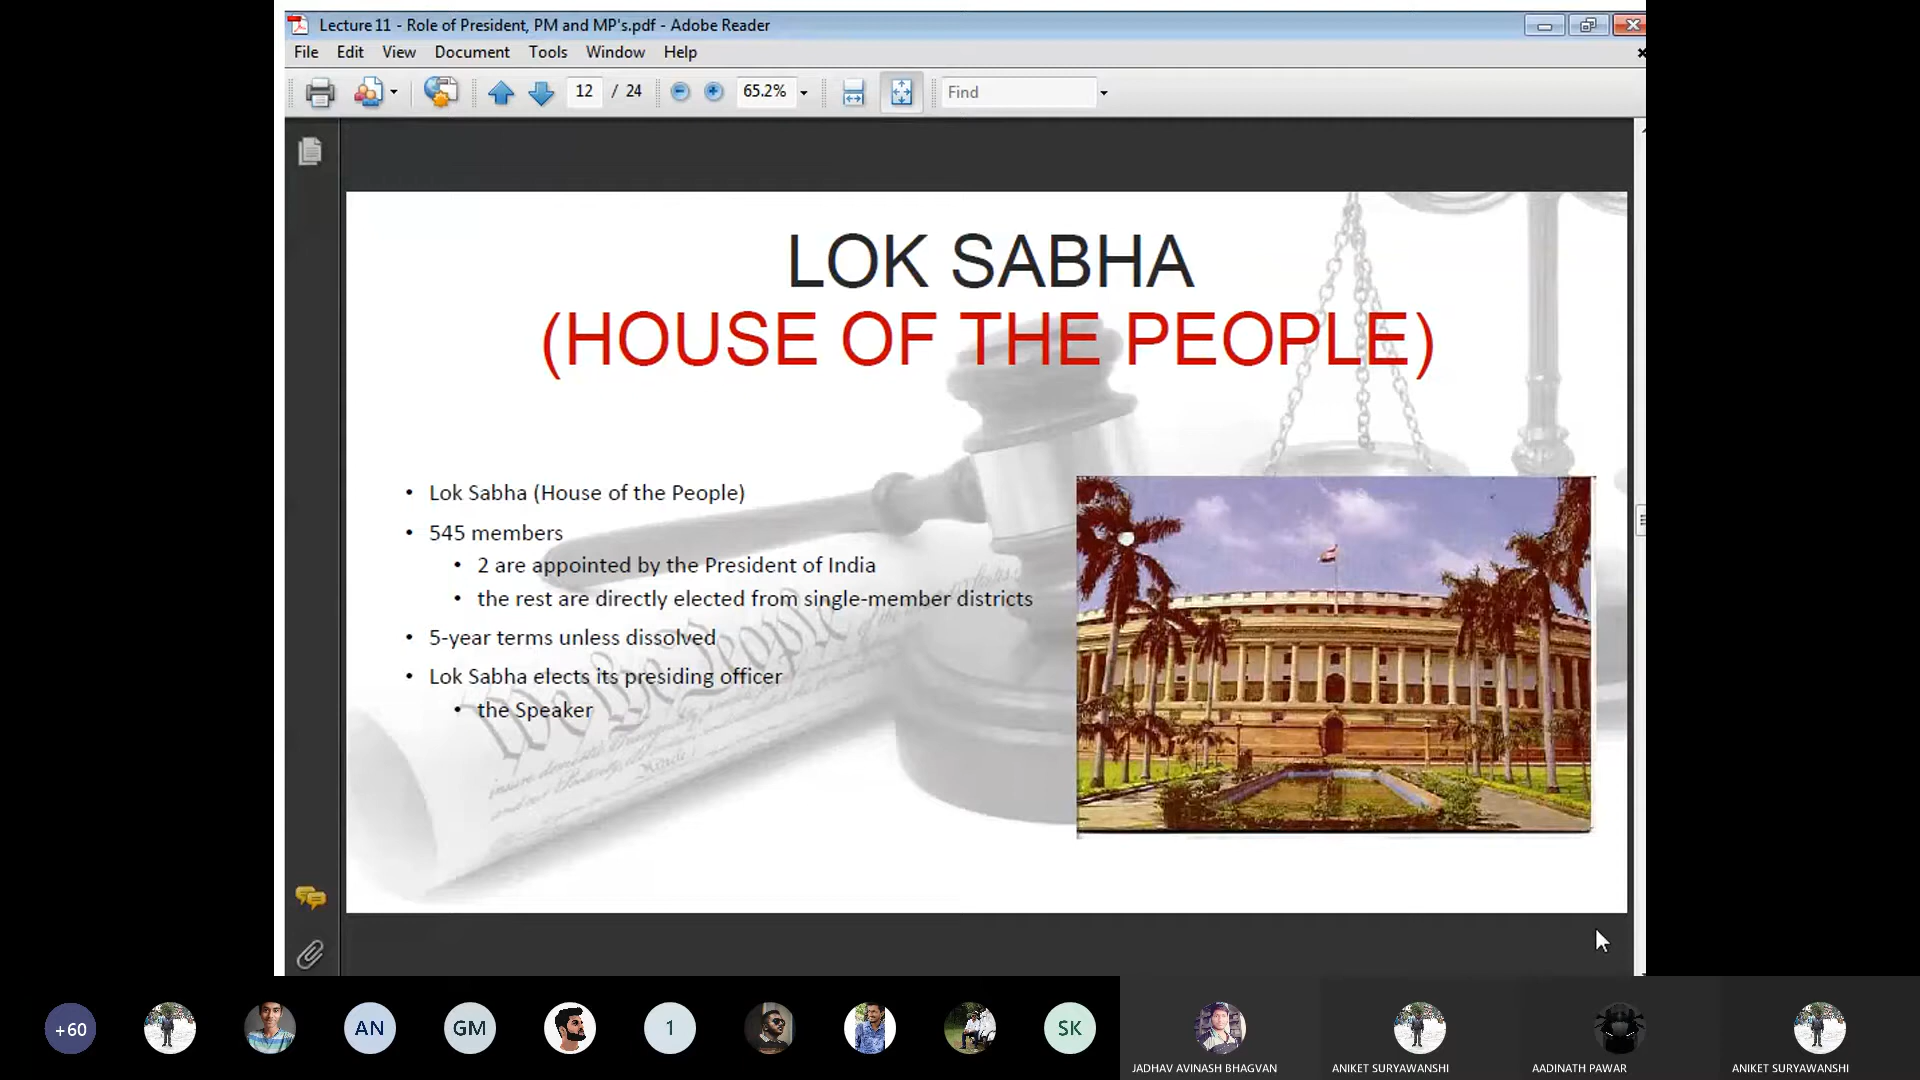 Lecture 11 - Role of President, PM and MP's.pdf - Adobe Reader
File Edit View Document Tools Window Help
12 / 24 65.2% Find
LOK SABHA
(HOUSE OF THE PEOPLE)
• Lok Sabha (House of the People)
• 545 members
• 2 are appointed by the President of India
• the rest are directly elected from single-member districts
• 5-year terms unless dissolved
• Lok Sabha elects its presiding officer
• the Speaker
We the People
+60 AN GM 1 SK
JADHAV AVINASH BHAGVAN ANIKET SURYAWANSHI AADINATH PAWAR ANIKET SURYAWANSHI